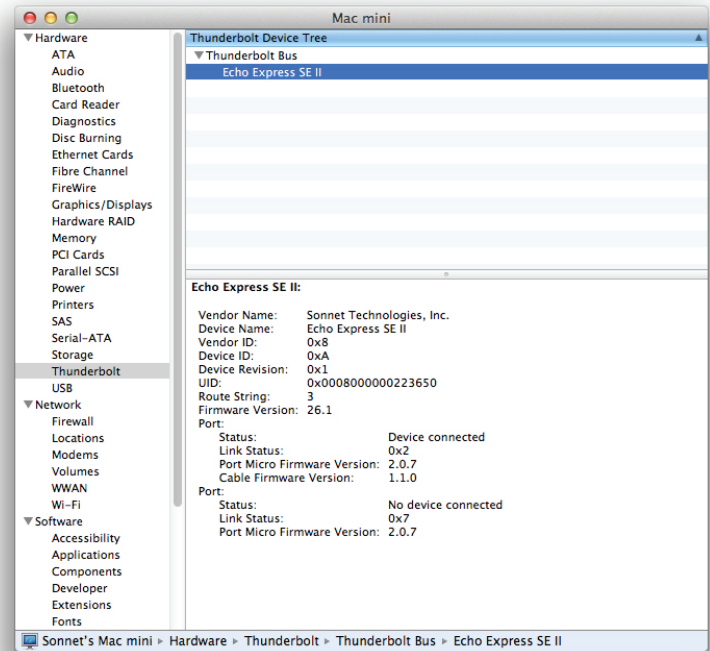 Mac mini
Hardware
ATA
Audio
Bluetooth
Card Reader
Diagnostics
Disc Burning
Ethernet Cards
Fibre Channel
FireWire
Graphics/Displays
Hardware RAID
Memory
PCI Cards
Parallel SCSI
Power
Printers
SAS
Serial-ATA
Storage
Thunderbolt
USB
Network
Firewall
Locations
Modems
Volumes
WWAN
Wi-Fi
Software
Accessibility
Applications
Components
Developer
Extensions
Fonts
Thunderbolt Device Tree
Thunderbolt Bus
Echo Express SE II
Echo Express SE II:
Vendor Name: Sonnet Technologies, Inc.
Device Name: Echo Express SE II
Vendor ID: 0x8
Device ID: 0xA
Device Revision: 0x1
UID: 0x0008000000223650
Route String: 3
Firmware Version: 26.1
Port:
Status: Device connected
Link Status: 0x2
Port Micro Firmware Version: 2.0.7
Cable Firmware Version: 1.1.0
Port:
Status: No device connected
Link Status: 0x7
Port Micro Firmware Version: 2.0.7
Sonnet's Mac mini ▸ Hardware ▸ Thunderbolt ▸ Thunderbolt Bus ▸ Echo Express SE II